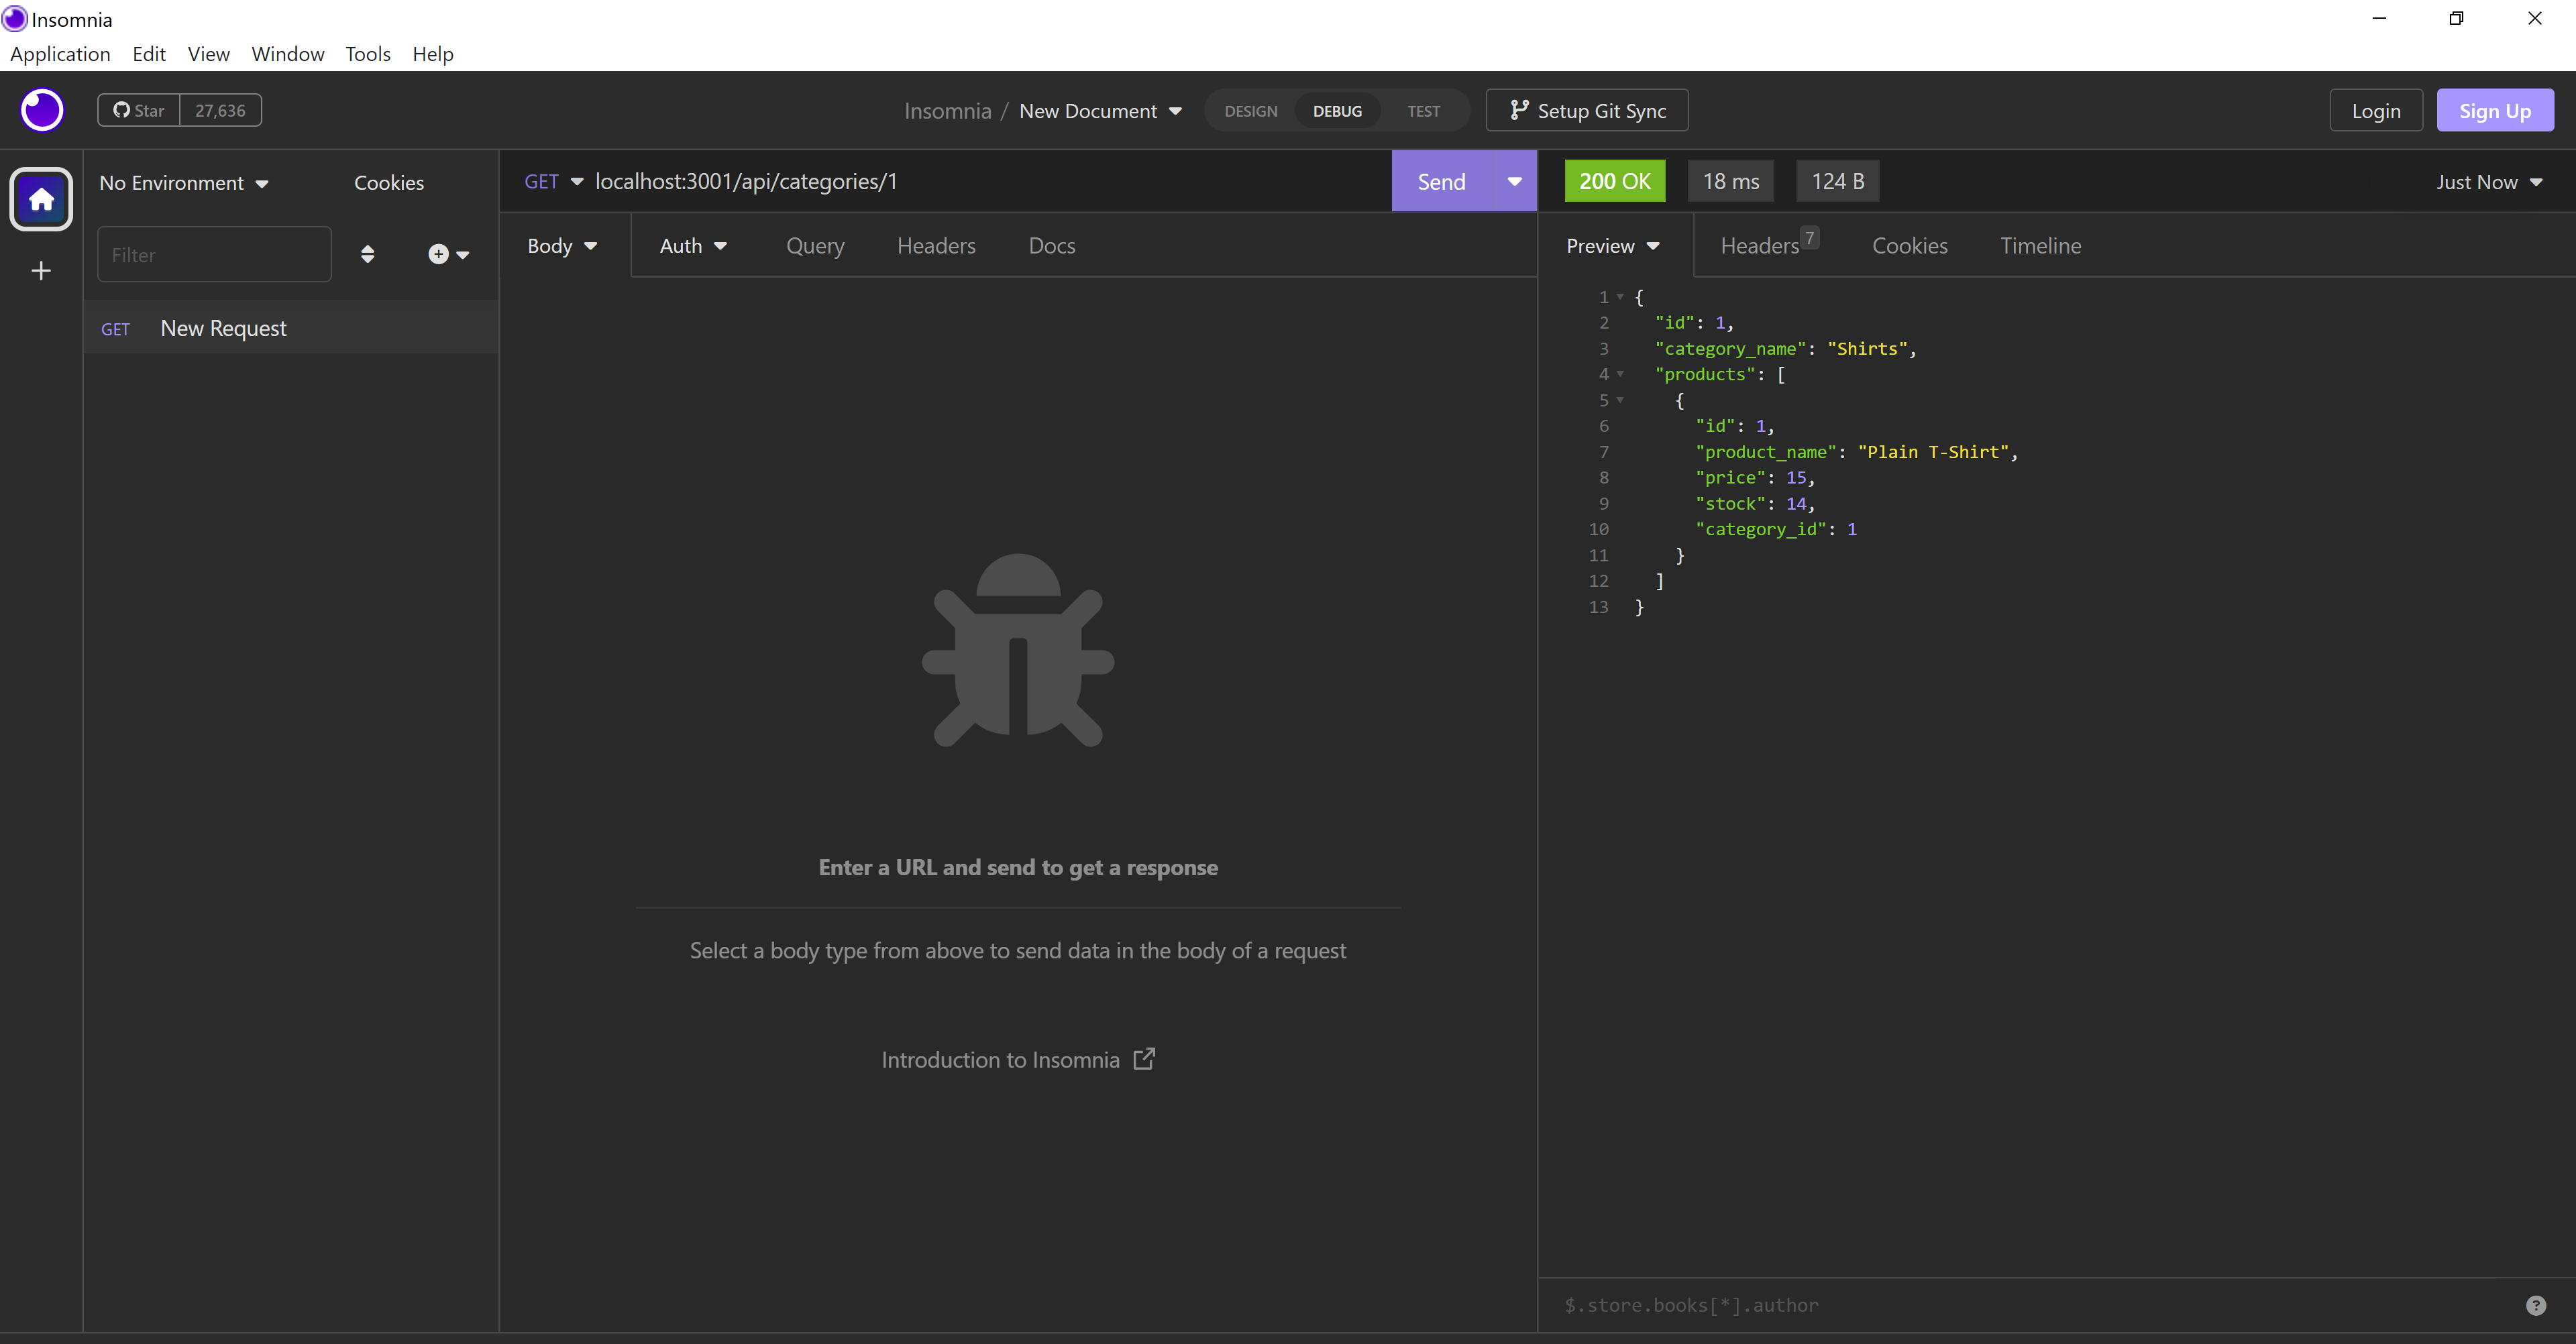 Insomnia
Application Edit View Window Tools Help
Star 27,636
Insomnia / New Document
DESIGN DEBUG TEST
Setup Git Sync
Login Sign Up
No Environment Cookies
Filter
GET New Request
GET localhost:3001/api/categories/1
Send
Body Auth Query Headers Docs
Enter a URL and send to get a response
Select a body type from above to send data in the body of a request
Introduction to Insomnia
200 OK 18 ms 124 B Just Now
Preview Headers 7 Cookies Timeline
1 {
2 "id": 1,
3 "category_name": "Shirts",
4 "products": [
5 {
6 "id": 1,
7 "product_name": "Plain T-Shirt",
8 "price": 15,
9 "stock": 14,
10 "category_id": 1
11 }
12 ]
13 }
$.store.books[*].author
?